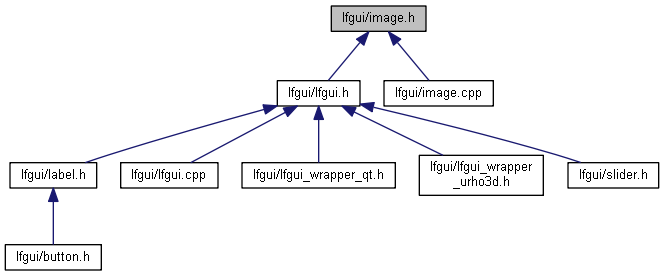 lfgui/image.h
lfgui/lfgui.h
lfgui/image.cpp
lfgui/label.h
lfgui/lfgui.cpp
lfgui/lfgui_wrapper_qt.h
lfgui/lfgui_wrapper
_urho3d.h
lfgui/slider.h
lfgui/button.h